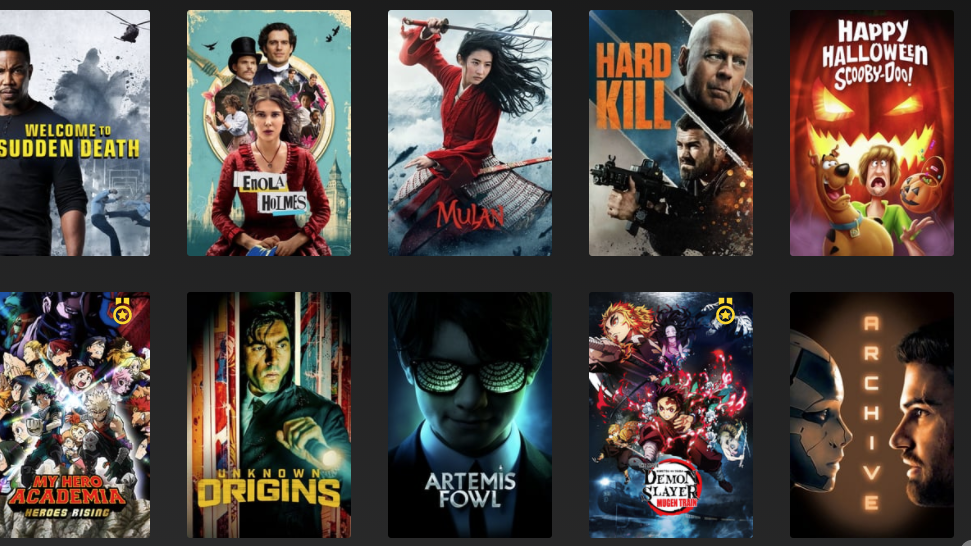 WELCOME TO
SUDDEN DEATH
ENOLA
HOLMES
MULAN
HARD
KILL
HAPPY
HALLOWEEN
SCOOBY-DOO!
MY HERO
ACADEMIA
HEROES RISING
UNKNOWN
ORIGINS
ARTEMIS
FOWL
DEMON
SLAYER
MUGEN TRAIN
ARCHIVE